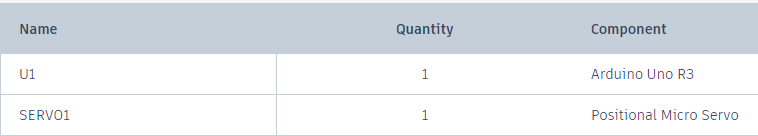 Name Quantity Component
U1 1 Arduino Uno R3
SERVO1 1 Positional Micro Servo